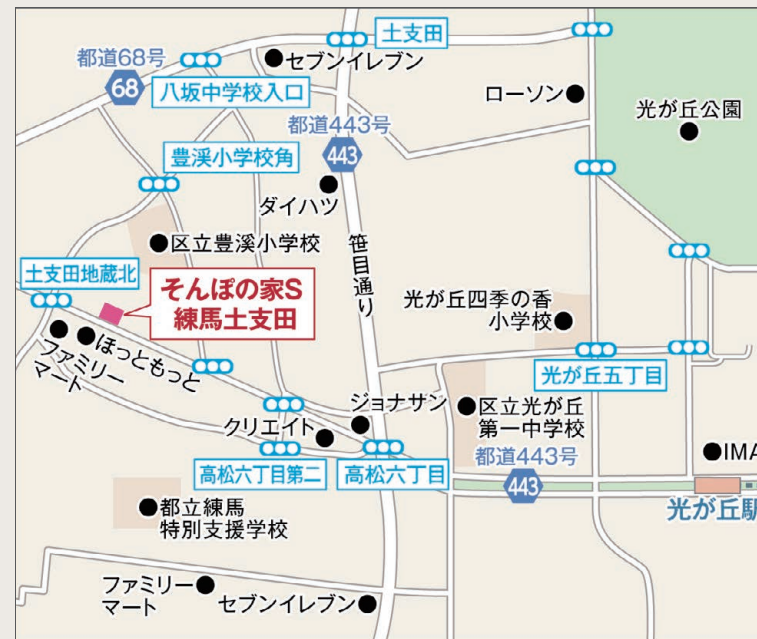 都道68号
68
土支田
セブンイレブン
八坂中学校入口
ローソン
光が丘公園
都道443号
443
豊溪小学校角
ダイハツ
区立豊溪小学校
笹目通り
土支田地蔵北
そんぽの家S
練馬土支田
光が丘四季の香
小学校
ファミリー
マート
ほっともっと
光が丘五丁目
ジョナサン
クリエイト
区立光が丘
第一中学校
高松六丁目第二
高松六丁目
都道443号
443
IMA
光が丘駅
都立練馬
特別支援学校
ファミリー
マート
セブンイレブン